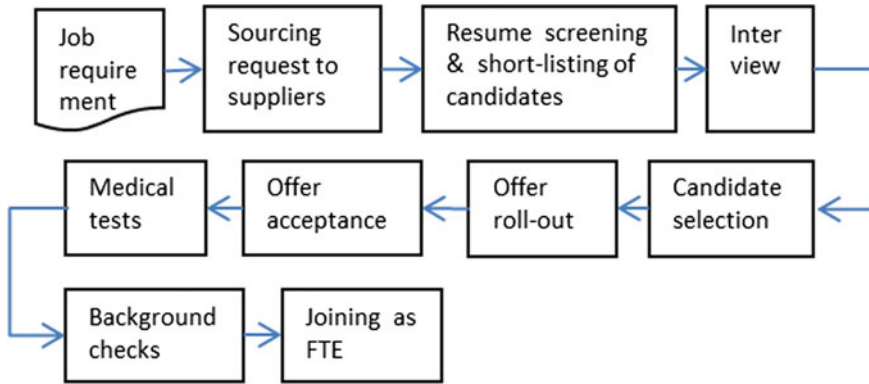 Job
require
ment
Sourcing
request to
suppliers
Resume screening
& short-listing of
candidates
Inter
view
Medical
tests
Offer
acceptance
Offer
roll-out
Candidate
selection
Background
checks
Joining as
FTE